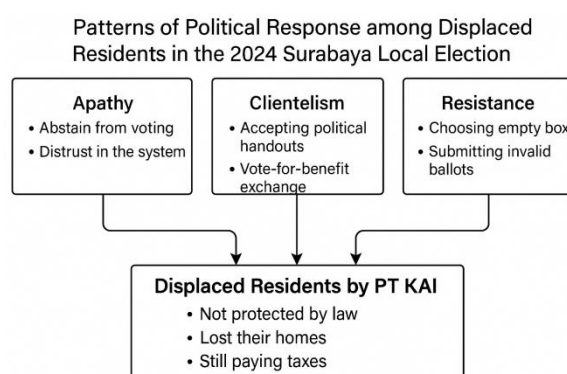 Patterns of Political Response among Displaced
Residents in the 2024 Surabaya Local Election
Apathy
• Abstain from voting
• Distrust in the system
Clientelism
• Accepting political
handouts
• Vote-for-benefit
exchange
Resistance
• Choosing empty box
• Submitting invalid
ballots
Displaced Residents by PT KAI
• Not protected by law
• Lost their homes
• Still paying taxes